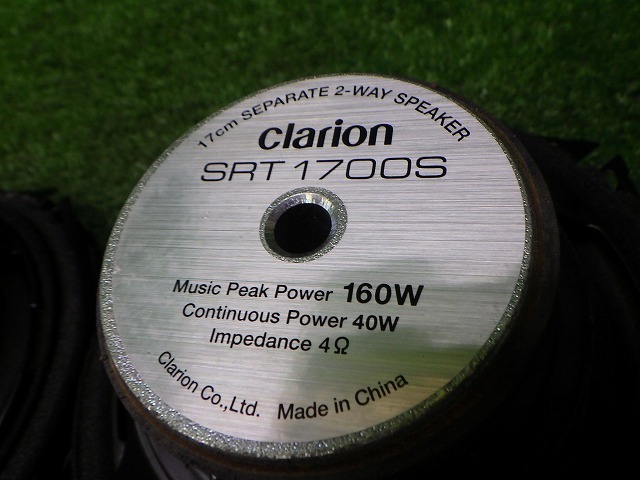 17cm SEPARATE 2-WAY SPEAKER
clarion
SRT 1700S
Music Peak Power 160W
Continuous Power 40W
Impedance 4Ω
Clarion Co.,Ltd. Made in China